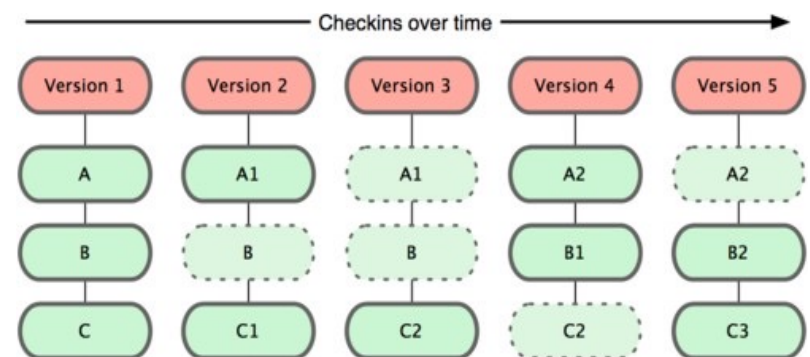 Checkins over time
Version 1 Version 2 Version 3 Version 4 Version 5
A A1 A1 A2 A2
B B B B1 B2
C C1 C2 C2 C3